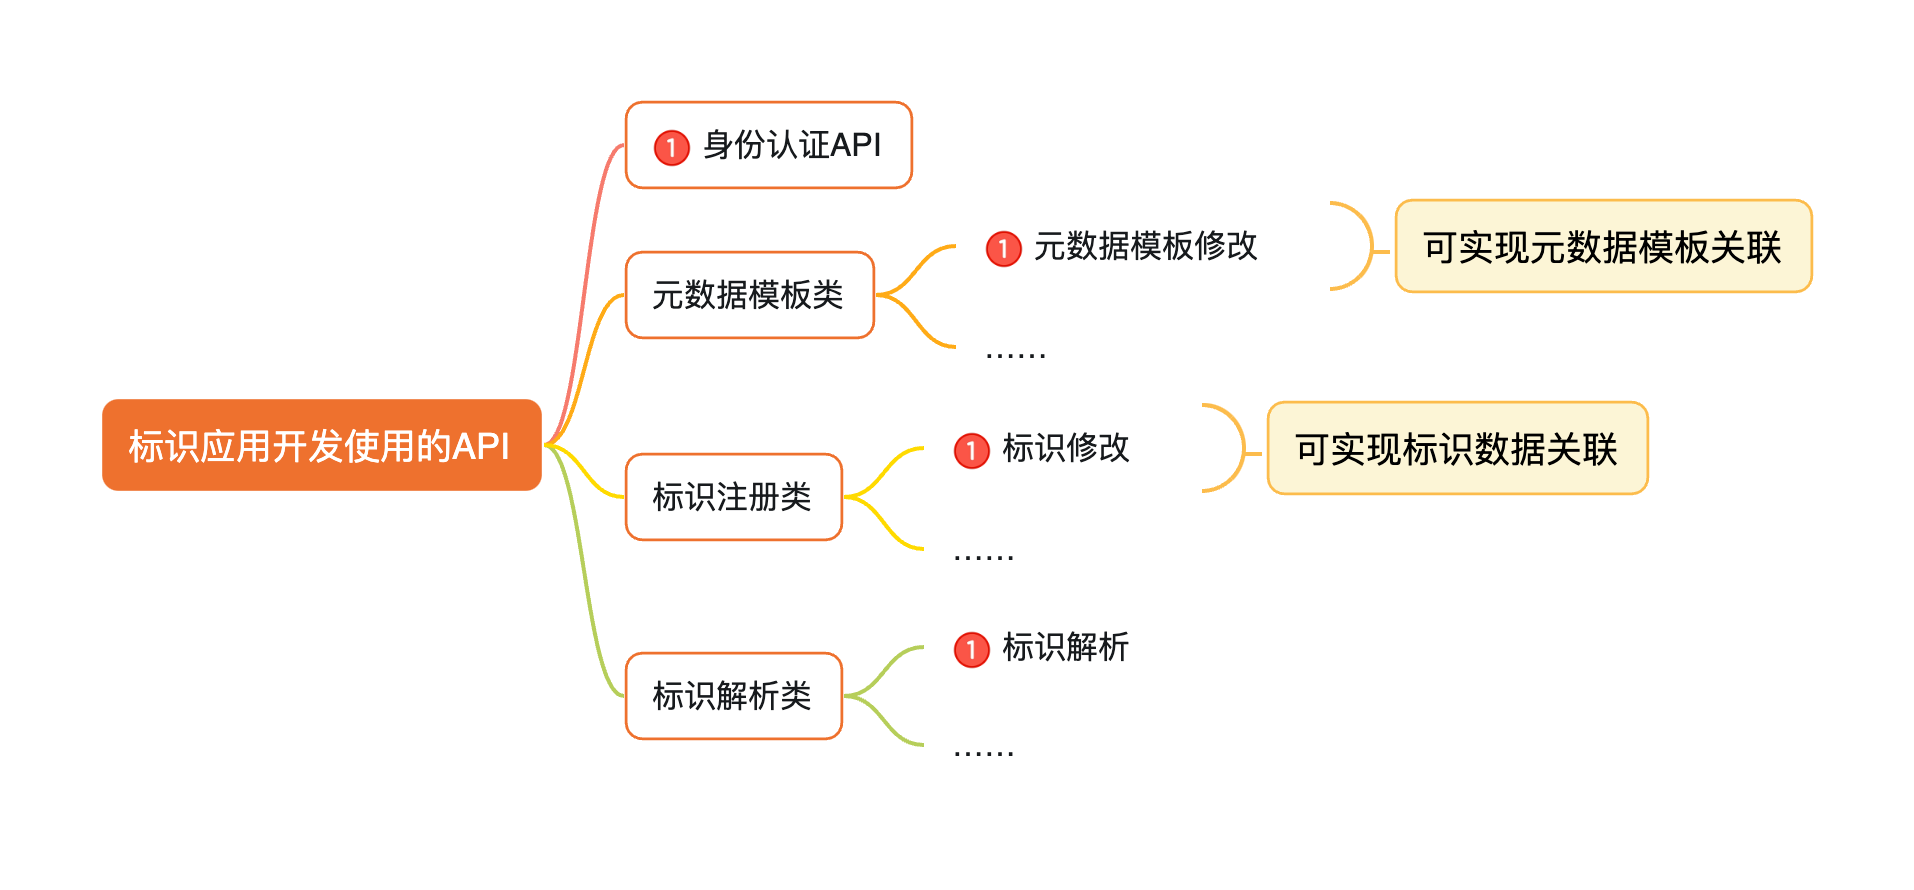 标识应用开发使用的API
1 身份认证API
元数据模板类
1 元数据模板修改
可实现元数据模板关联
......
标识注册类
1 标识修改
可实现标识数据关联
......
标识解析类
1 标识解析
......